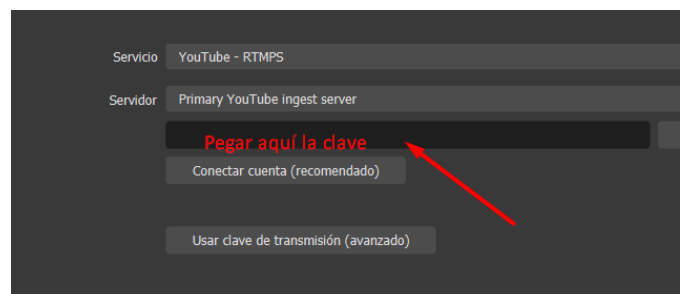 Servicio YouTube - RTMPS
Servidor Primary YouTube ingest server
Pegar aquí la clave
Conectar cuenta (recomendado)
Usar clave de transmisión (avanzado)